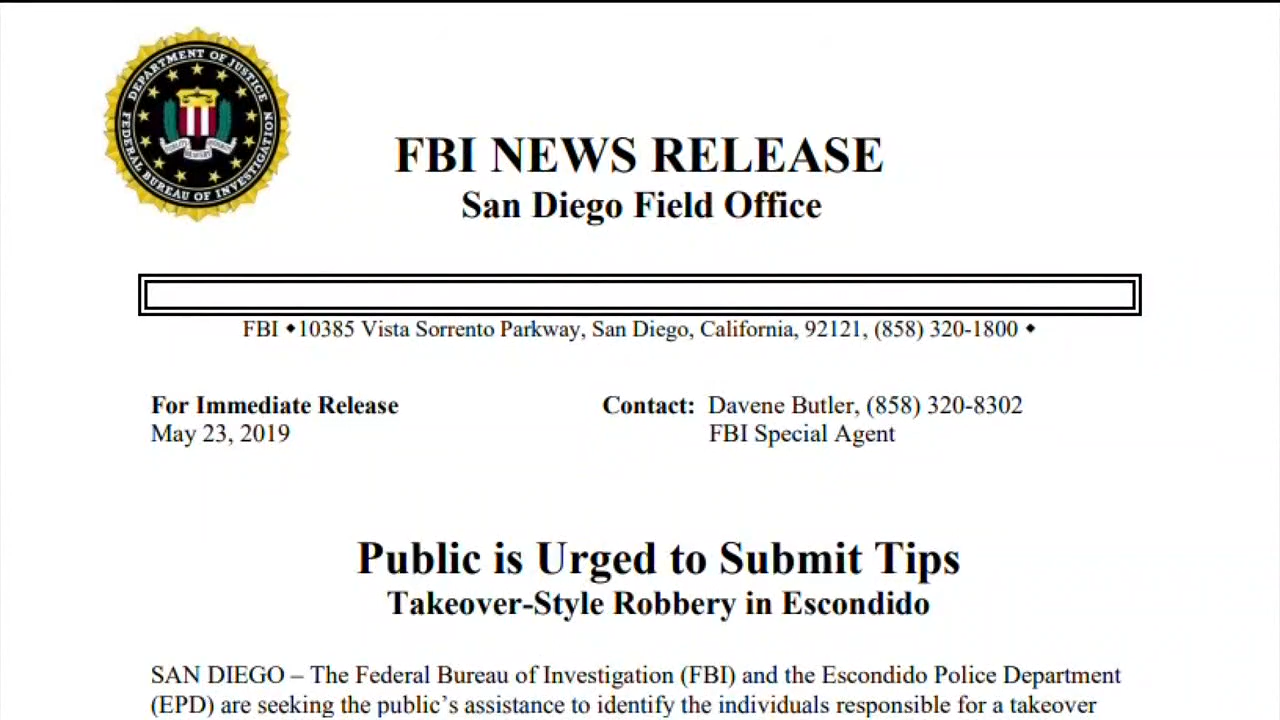 DEPARTMENT OF JUSTICE
FEDERAL BUREAU OF INVESTIGATION
FBI NEWS RELEASE
San Diego Field Office
FBI ◆10385 Vista Sorrento Parkway, San Diego, California, 92121, (858) 320-1800 ◆
For Immediate Release Contact: Davene Butler, (858) 320-8302
May 23, 2019 FBI Special Agent
Public is Urged to Submit Tips
Takeover-Style Robbery in Escondido
SAN DIEGO – The Federal Bureau of Investigation (FBI) and the Escondido Police Department
(EPD) are seeking the public's assistance to identify the individuals responsible for a takeover